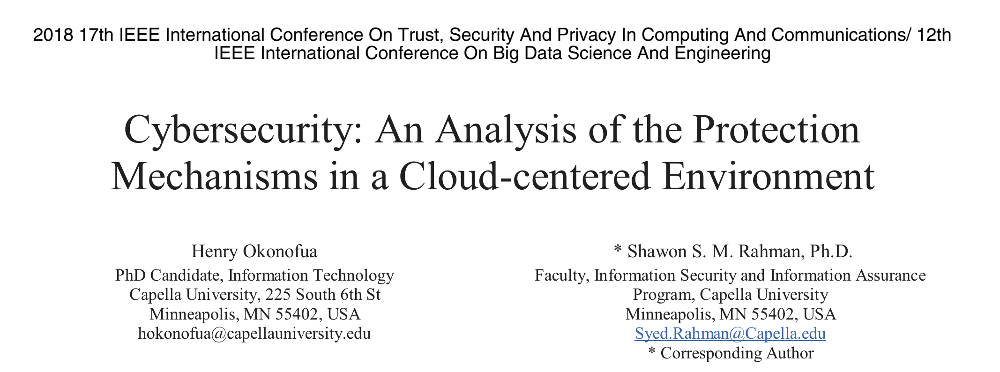 2018 17th IEEE International Conference On Trust, Security And Privacy In Computing And Communications/ 12th
IEEE International Conference On Big Data Science And Engineering
Cybersecurity: An Analysis of the Protection
Mechanisms in a Cloud-centered Environment
Henry Okonofua
PhD Candidate, Information Technology
Capella University, 225 South 6th St
Minneapolis, MN 55402, USA
hokonofua@capellauniversity.edu
* Shawon S. M. Rahman, Ph.D.
Faculty, Information Security and Information Assurance
Program, Capella University
Minneapolis, MN 55402, USA
Syed.Rahman@Capella.edu
* Corresponding Author